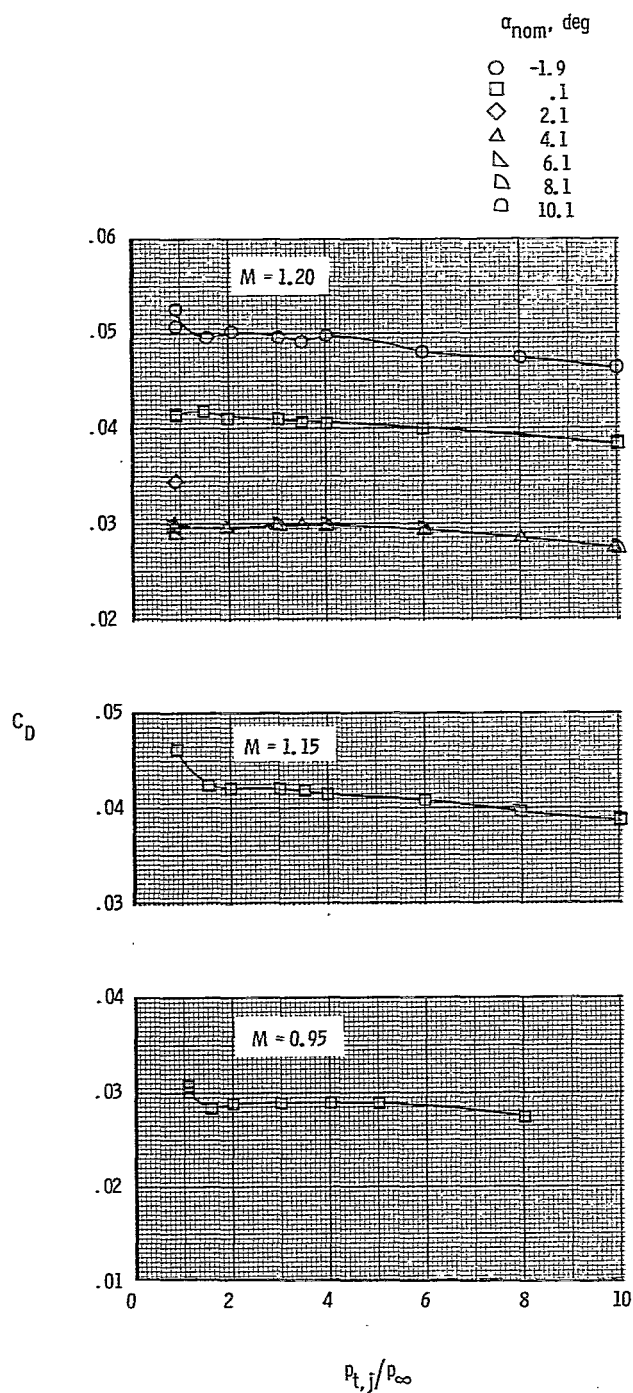 α_nom, deg
-1.9
.1
2.1
4.1
6.1
8.1
10.1
.06
M = 1.20
.05
.04
.03
.02
C_D
.05
M = 1.15
.04
.03
.04
M = 0.95
.03
.02
.01
0 2 4 6 8 10
p_t,j/p_∞